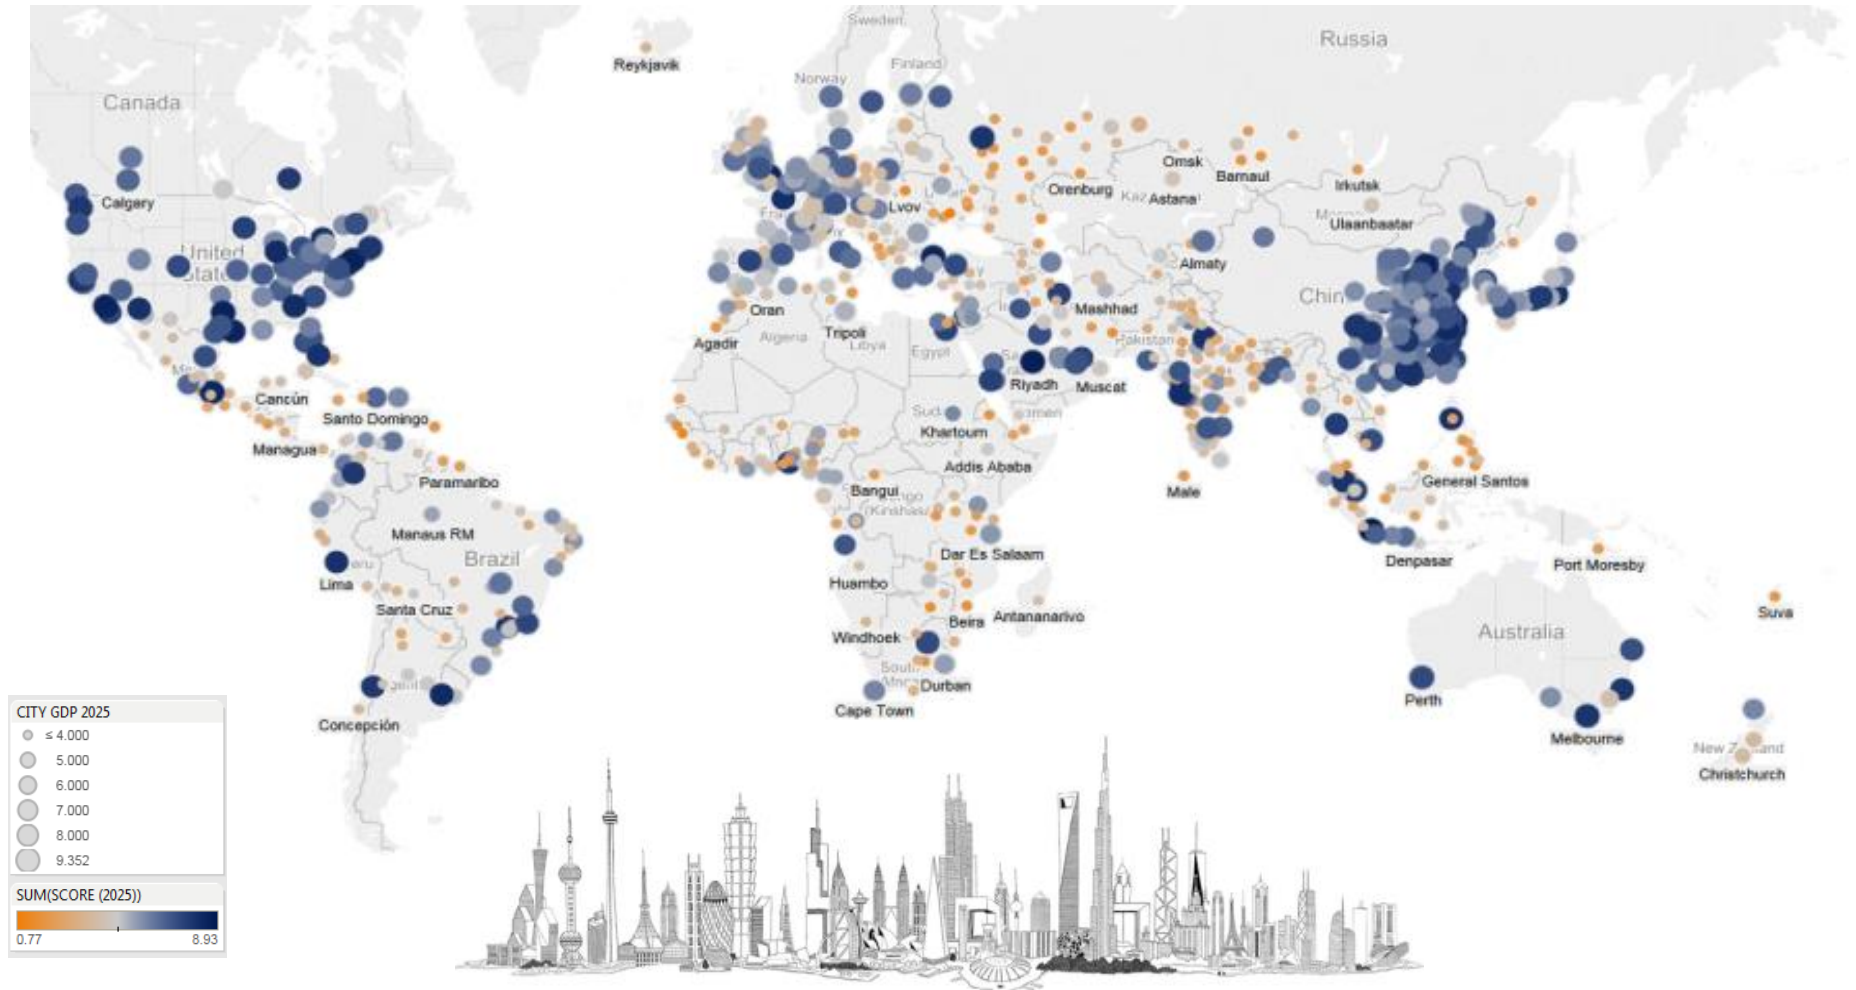 Sweden
Russia
Reykjavik
Finland
Norway
Canada
Omsk
Barnaul
Orenburg
Astana
Irkutsk
Calgary
Lvov
Ulaanbaatar
United
Almaty
Chin
Oran
Mashhad
Algeria
Tripoli
Libya
Agadir
Egypt
Pakistan
Riyadh
Muscat
Cancún
Santo Domingo
Khartoum
Managua
Addis Ababa
Paramaribo
Bangui
Male
General Santos
(Kinshasa)
Manaus RM
Brazil
Dar Es Salaam
Denpasar
Port Moresby
Lima
Huambo
Santa Cruz
Antananarivo
Beira
Suva
Windhoek
Australia
Durban
Perth
Cape Town
Concepción
Melbourne
Christchurch
CITY GDP 2025
≤ 4.000
5.000
6.000
7.000
8.000
9.352
SUM(SCORE (2025))
0.77 8.93